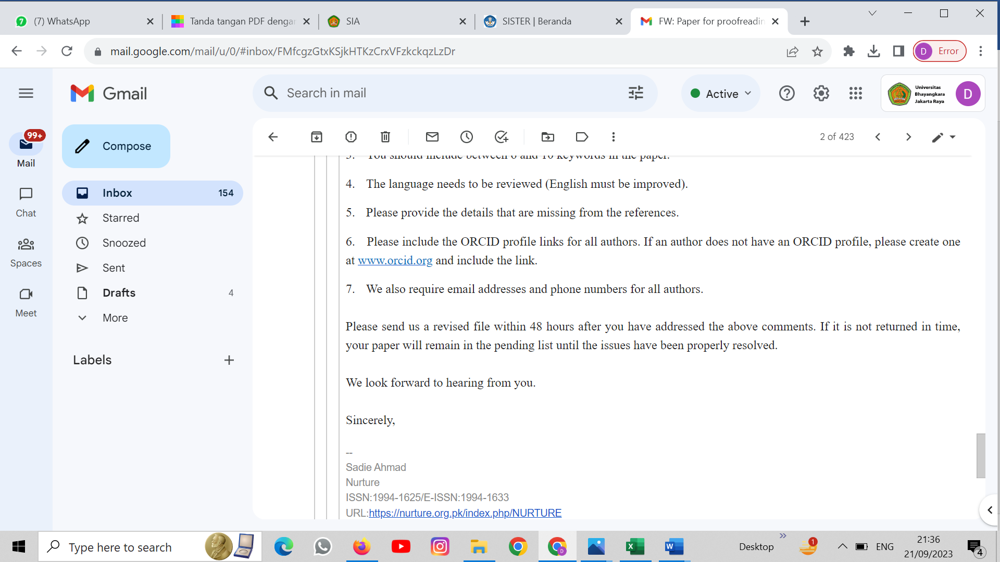 (7) WhatsApp
Tanda tangan PDF dengan
SIA
SISTER | Beranda
FW: Paper for proofreadin
mail.google.com/mail/u/0/#inbox/FMfcgzGtxKSjkHTKzCrxVFzkckqzLzDr
D
Error
Gmail
Search in mail
Active
Universitas
Bhayangkara
Jakarta Raya
D
99+
Mail
Chat
Spaces
Meet
Compose
Inbox 154
Starred
Snoozed
Sent
Drafts 4
More
Labels
2 of 423
3. You should include between 6 and 10 keywords in the paper.
4. The language needs to be reviewed (English must be improved).
5. Please provide the details that are missing from the references.
6. Please include the ORCID profile links for all authors. If an author does not have an ORCID profile, please create one
at www.orcid.org and include the link.
7. We also require email addresses and phone numbers for all authors.
Please send us a revised file within 48 hours after you have addressed the above comments. If it is not returned in time,
your paper will remain in the pending list until the issues have been properly resolved.
We look forward to hearing from you.
Sincerely,
--
Sadie Ahmad
Nurture
ISSN:1994-1625/E-ISSN:1994-1633
URL:https://nurture.org.pk/index.php/NURTURE
Type here to search
Desktop
1
ENG
21:36
21/09/2023
4